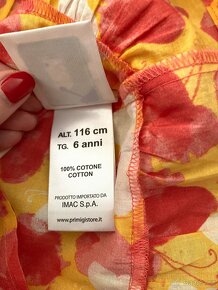 ALT. 116 cm
TG. 6 anni
100% COTONE
COTTON
PRODOTTO IMPORTATO DA
IMAC S.p.A.
www.primigistore.it